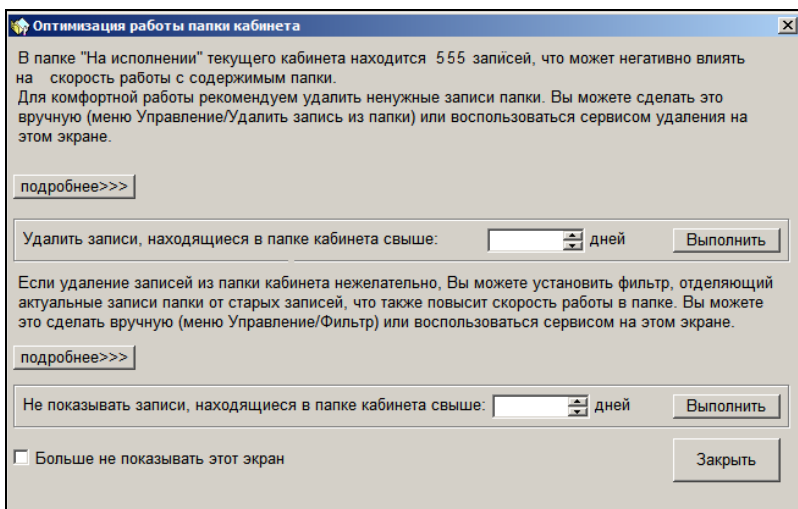 Оптимизация работы папки кабинета
В папке "На исполнении" текущего кабинета находится 555 записей, что может негативно влиять
на скорость работы с содержимым папки.
Для комфортной работы рекомендуем удалить ненужные записи папки. Вы можете сделать это
вручную (меню Управление/Удалить запись из папки) или воспользоваться сервисом удаления на
этом экране.
подробнее>>>
Удалить записи, находящиеся в папке кабинета свыше: дней Выполнить
Если удаление записей из папки кабинета нежелательно, Вы можете установить фильтр, отделяющий
актуальные записи папки от старых записей, что также повысит скорость работы в папке. Вы можете
это сделать вручную (меню Управление/Фильтр) или воспользоваться сервисом на этом экране.
подробнее>>>
Не показывать записи, находящиеся в папке кабинета свыше: дней Выполнить
Больше не показывать этот экран Закрыть